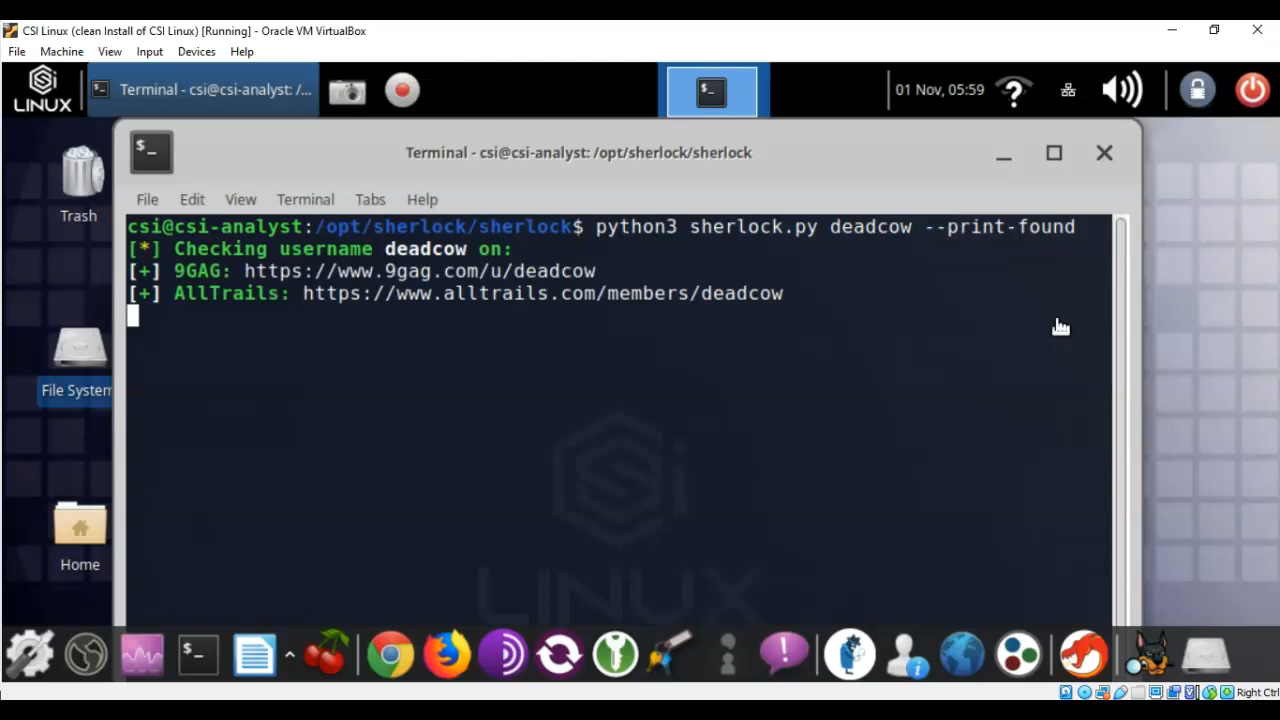 CSI Linux (clean Install of CSI Linux) [Running] - Oracle VM VirtualBox
File Machine View Input Devices Help
LINUX
Terminal - csi@csi-analyst: /...
01 Nov, 05:59
Trash
File System
Home
Terminal - csi@csi-analyst: /opt/sherlock/sherlock
File Edit View Terminal Tabs Help
csi@csi-analyst:/opt/sherlock/sherlock$ python3 sherlock.py deadcow --print-found
[*] Checking username deadcow on:
[+] 9GAG: https://www.9gag.com/u/deadcow
[+] AllTrails: https://www.alltrails.com/members/deadcow
Si
LINUX
Right Ctrl